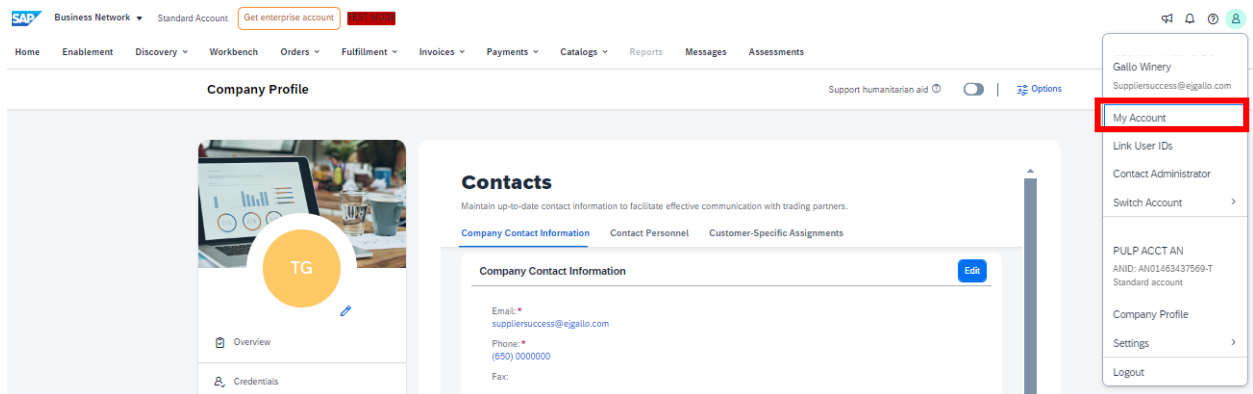 SAP Business Network Standard Account Get enterprise account TEST MODE
Home Enablement Discovery Workbench Orders Fulfillment Invoices Payments Catalogs Reports Messages Assessments
Company Profile Support humanitarian aid Options
TG
Overview
Credentials
Contacts
Maintain up-to-date contact information to facilitate effective communication with trading partners.
Company Contact Information Contact Personnel Customer-Specific Assignments
Company Contact Information Edit
Email:*
suppliersuccess@ejgallo.com
Phone:*
(650) 0000000
Fax:
Gallo Winery
Suppliersuccess@ejgallo.com
My Account
Link User IDs
Contact Administrator
Switch Account
PULP ACCT AN
ANID: AN01463437569-T
Standard account
Company Profile
Settings
Logout